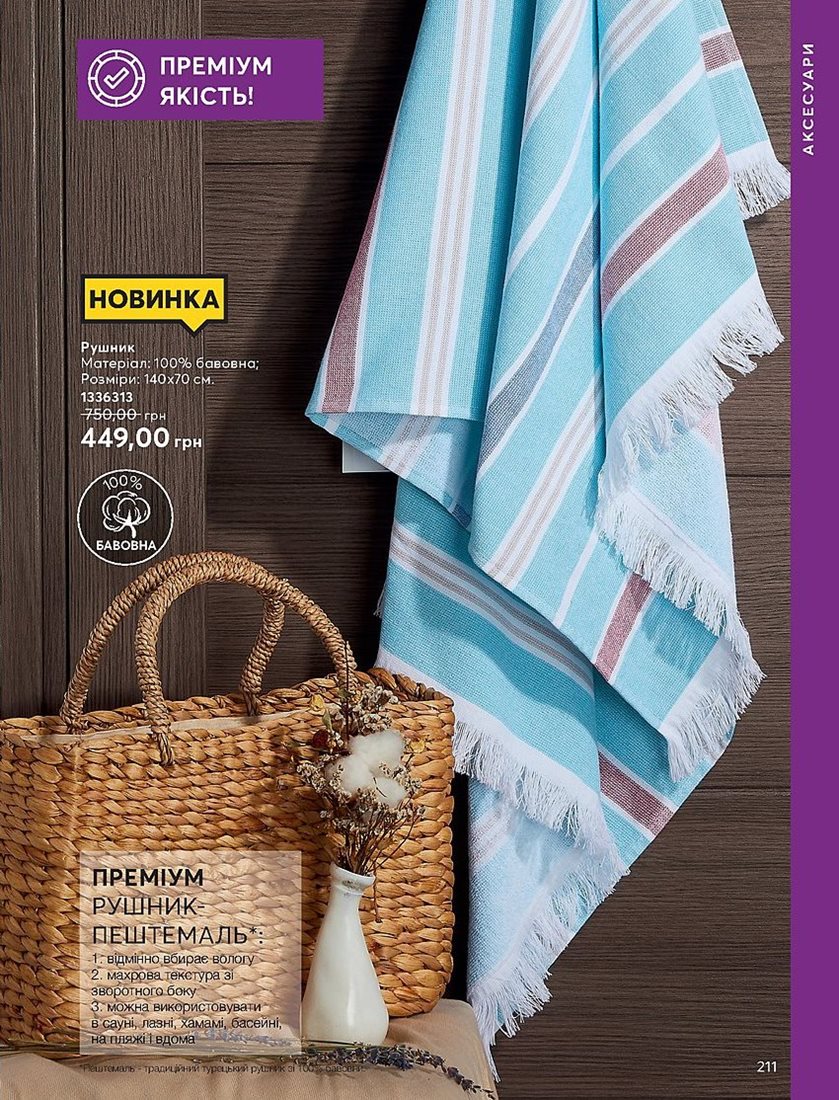 ПРЕМІУМ
ЯКІСТЬ!
АКСЕСУАРИ
НОВИНКА
Рушник
Матеріал: 100% бавовна;
Розміри: 140х70 см.
1336313
750,00 грн
449,00 грн
100%
БАВОВНА
ПРЕМІУМ
РУШНИК-
ПЕШТЕМАЛЬ*:
1. відмінно вбирає вологу
2. махрова текстура зі
зворотного боку
3. можна використовувати
в сауні, лазні, хамамі, басейні,
на пляжі і вдома
*Пештемаль - традиційний турецький рушник зі 100% бавовни.
211